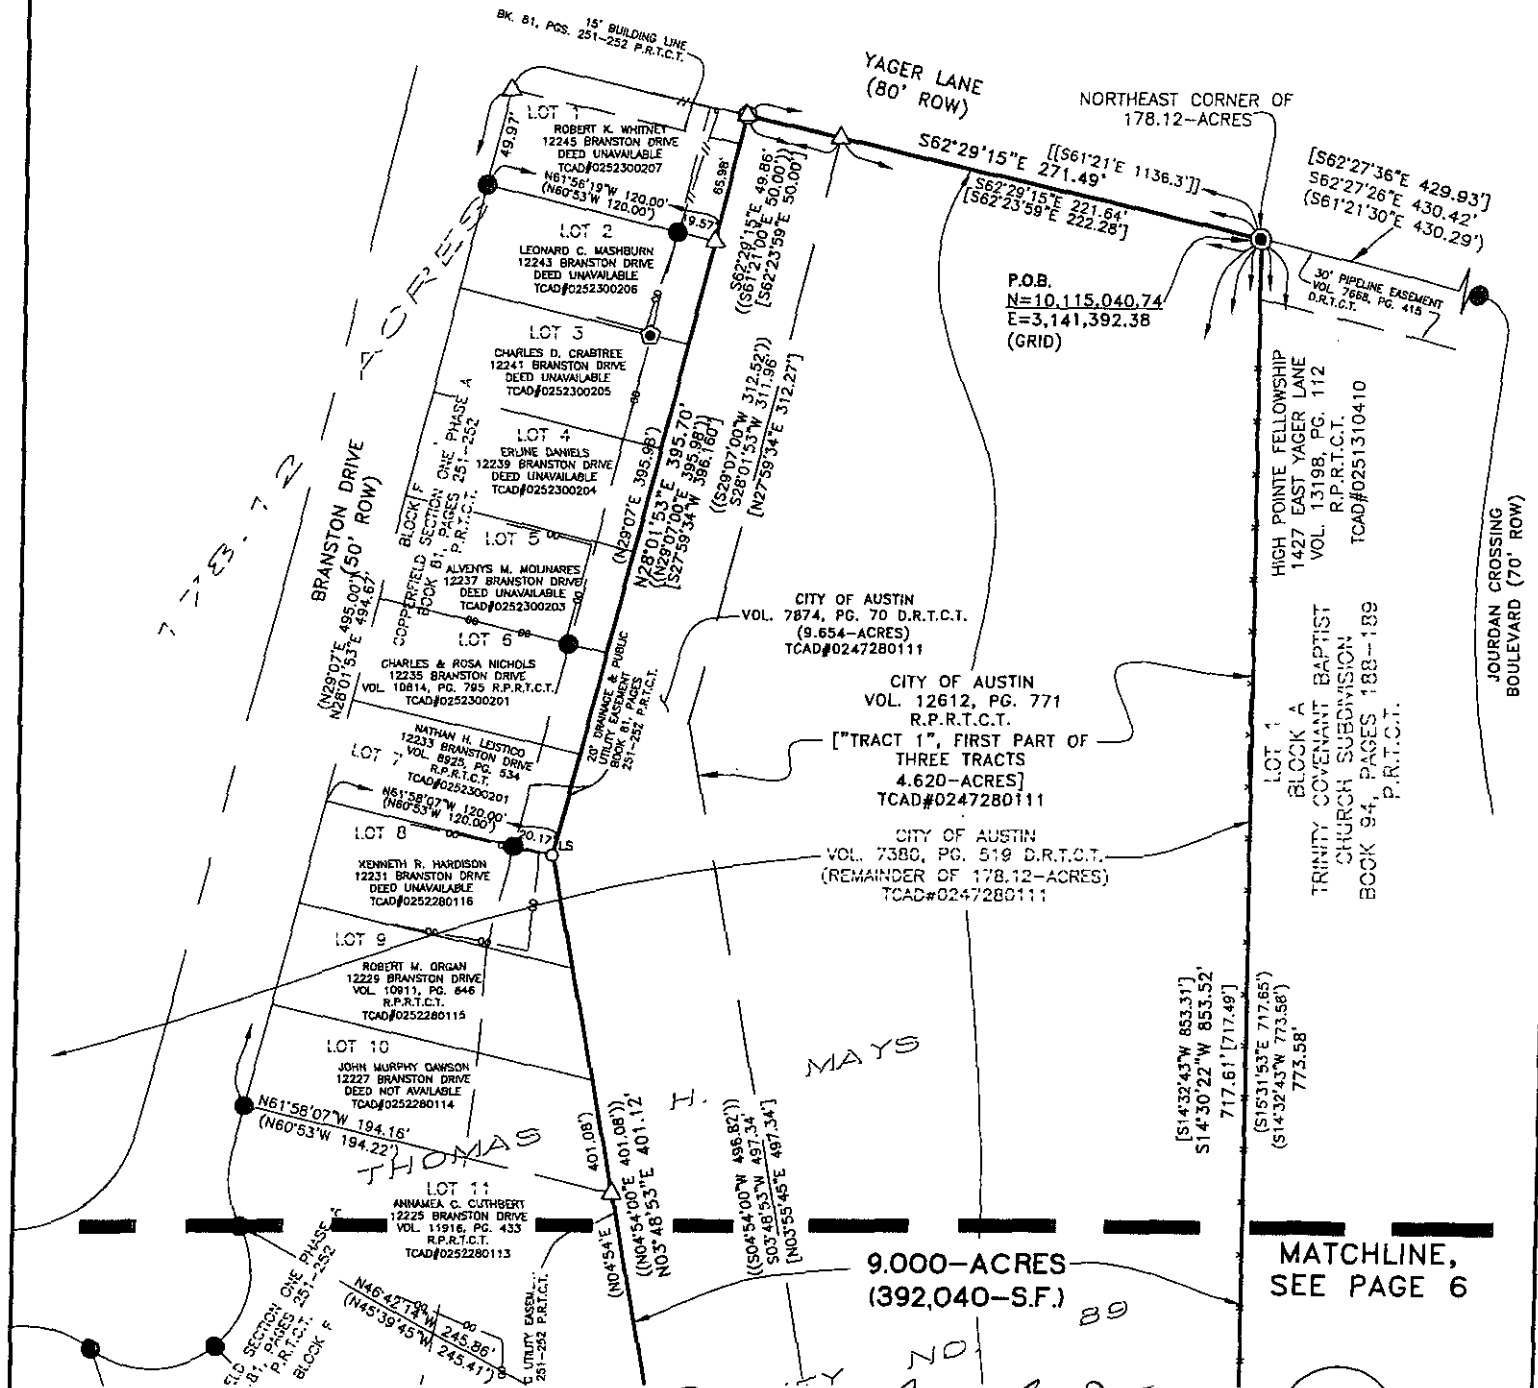 15' BUILDING LINE
BK. 81, PGS. 251-252 P.R.T.C.T.
YAGER LANE
(80' ROW)
NORTHEAST CORNER OF
178.12-ACRES
S62°29'15"E 271.49'
[[S61°21'E 1136.3']]
S62°29'15"E 221.64'
[S62°23'59"E 222.28']
[S62°27'36"E 429.93']
S62°27'26"E 430.42'
(S61°21'30"E 430.29')
30' PIPELINE EASEMENT
VOL. 7668, PG. 415
D.R.T.C.T.
P.O.B.
N=10,115,040.74
E=3,141,392.38
(GRID)
49.97'
LOT 1
ROBERT K. WHITNEY
12245 BRANSTON DRIVE
DEED UNAVAILABLE
TCAD#0252300207
N61°56'19"W 120.00'
(N60°53'W 120.00')
65.98'
19.57'
S62°29'15"E 49.86'
((S61°21'00"E 50.00'))
[S62°23'59"E 50.00']
LOT 2
LEONARD C. MASHBURN
12243 BRANSTON DRIVE
DEED UNAVAILABLE
TCAD#0252300206
LOT 3
CHARLES D. CRABTREE
12241 BRANSTON DRIVE
DEED UNAVAILABLE
TCAD#0252300205
LOT 4
ERLINE DANIELS
12239 BRANSTON DRIVE
DEED UNAVAILABLE
TCAD#0252300204
LOT 5
ALVENYS M. MOLINARES
12237 BRANSTON DRIVE
DEED UNAVAILABLE
TCAD#0252300203
LOT 6
CHARLES & ROSA NICHOLS
12235 BRANSTON DRIVE
VOL. 10814, PG. 795 R.P.R.T.C.T.
TCAD#0252300201
LOT 7
NATHAN H. LEISTICO
12233 BRANSTON DRIVE
VOL. 8925, PG. 534
R.P.R.T.C.T.
TCAD#0252300201
N61°58'07"W 120.00'
(N60°53'W 120.00')
20.17'
LS
LOT 8
KENNETH R. HARDISON
12231 BRANSTON DRIVE
DEED UNAVAILABLE
TCAD#0252280116
LOT 9
ROBERT M. ORGAN
12229 BRANSTON DRIVE
VOL. 10911, PG. 646
R.P.R.T.C.T.
TCAD#0252280115
LOT 10
JOHN MURPHY DAWSON
12227 BRANSTON DRIVE
DEED NOT AVAILABLE
TCAD#0252280114
N61°58'07"W 194.16'
(N60°53'W 194.22')
LOT 11
ANNAMEA C. CUTHBERT
12225 BRANSTON DRIVE
VOL. 11916, PG. 433
R.P.R.T.C.T.
TCAD#0252280113
N46°42'14"W 245.86'
(N45°39'45"W 245.41')
BLOCK F
COPPERFIELD SECTION ONE PHASE A
BOOK 81, PAGES 251-252
P.R.T.C.T.
BRANSTON DRIVE
(50' ROW)
(N29°07'E 495.00')
N28°01'53"E 494.67'
(N29°07'E 395.98')
N28°01'53"E 395.70'
((N29°07'00"E 395.98'))
[S27°59'34"W 396.160']
((S29°07'00"W 312.52'))
S28°01'53"W 311.96'
[N27°59'34"E 312.27']
20' DRAINAGE & PUBLIC
UTILITY EASEMENT
BOOK 81, PAGES
251-252 P.R.T.C.T.
CITY OF AUSTIN
VOL. 7874, PG. 70 D.R.T.C.T.
(9.654-ACRES)
TCAD#0247280111
CITY OF AUSTIN
VOL. 12612, PG. 771
R.P.R.T.C.T.
["TRACT 1", FIRST PART OF
THREE TRACTS
4.620-ACRES]
TCAD#0247280111
CITY OF AUSTIN
VOL. 7380, PG. 519 D.R.T.C.T.
(REMAINDER OF 178.12-ACRES)
TCAD#0247280111
HIGH POINTE FELLOWSHIP
1427 EAST YAGER LANE
VOL. 13198, PG. 112
R.P.R.T.C.T.
TCAD#0251310410
LOT 1
BLOCK A
TRINITY COVENANT BAPTIST
CHURCH SUBDIVISION
BOOK 94, PAGES 188-189
P.R.T.C.T.
JOURDAN CROSSING
BOULEVARD (70' ROW)
[S14°32'43"W 853.31']
S14°30'22"W 853.52'
717.61' [717.49']
(S15°31'53"E 717.65')
(S14°32'43"W 773.58')
773.58'
401.08')
(N04°54'E
((N04°54'00"E 401.08'))
N03°48'53"E 401.12'
((S04°54'00"W 496.82'))
S03°48'53"W 497.34'
[N03°55'45"E 497.34']
778.72 ACRES
THOMAS H. MAYS
NO. 89
9.000-ACRES
(392,040-S.F.)
MATCHLINE,
SEE PAGE 6
SECTION ONE PHASE
81, PAGES 251-252
P.R.T.C.T.
BLOCK F
UTILITY EASEM.
251-252 P.R.T.C.T.